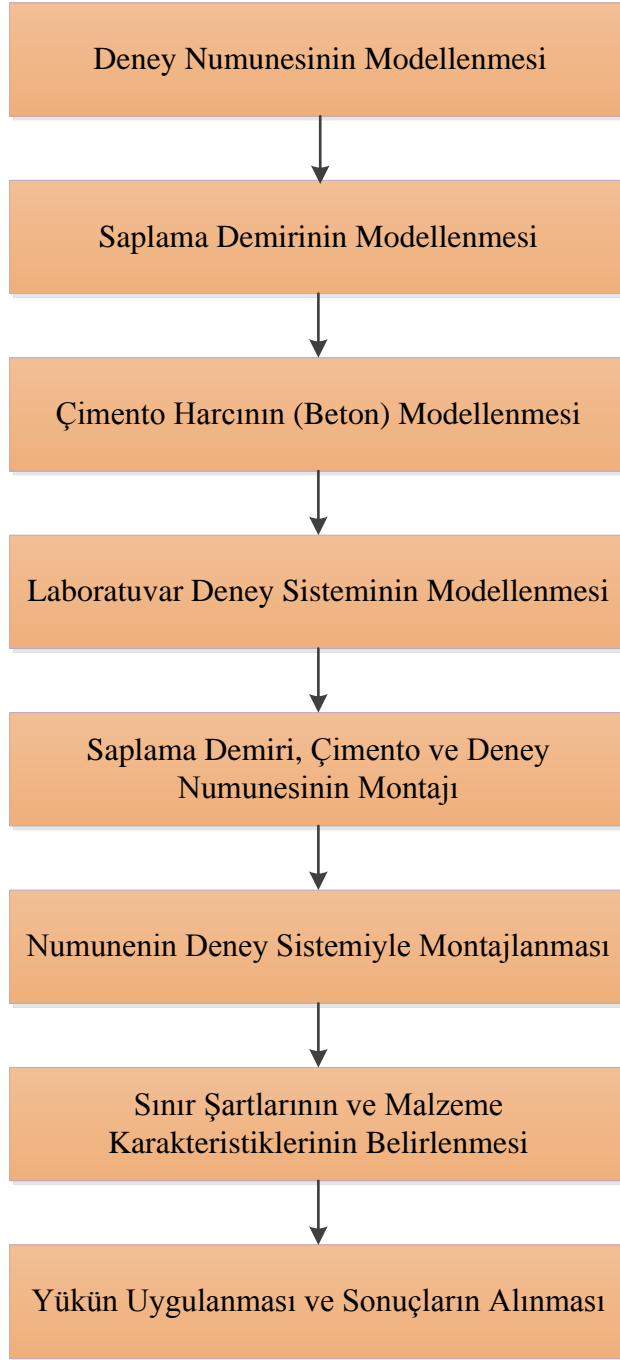 Deney Numunesinin Modellenmesi
Saplama Demirinin Modellenmesi
Çimento Harcının (Beton) Modellenmesi
Laboratuvar Deney Sisteminin Modellenmesi
Saplama Demiri, Çimento ve Deney
Numunesinin Montajı
Numunenin Deney Sistemiyle Montajlanması
Sınır Şartlarının ve Malzeme
Karakteristiklerinin Belirlenmesi
Yükün Uygulanması ve Sonuçların Alınması